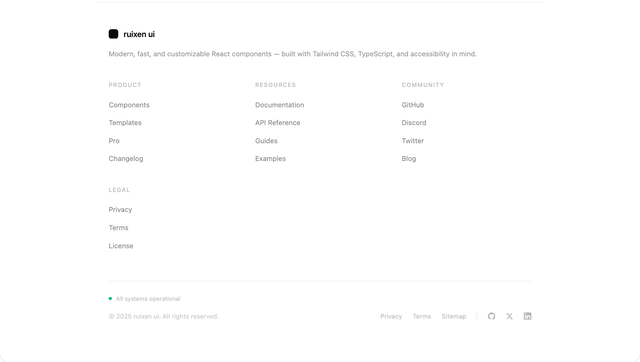 ruixen ui
Modern, fast, and customizable React components — built with Tailwind CSS, TypeScript, and accessibility in mind.
PRODUCT
Components
Templates
Pro
Changelog
RESOURCES
Documentation
API Reference
Guides
Examples
COMMUNITY
GitHub
Discord
Twitter
Blog
LEGAL
Privacy
Terms
License
All systems operational
© 2025 ruixen ui. All rights reserved.
Privacy Terms Sitemap